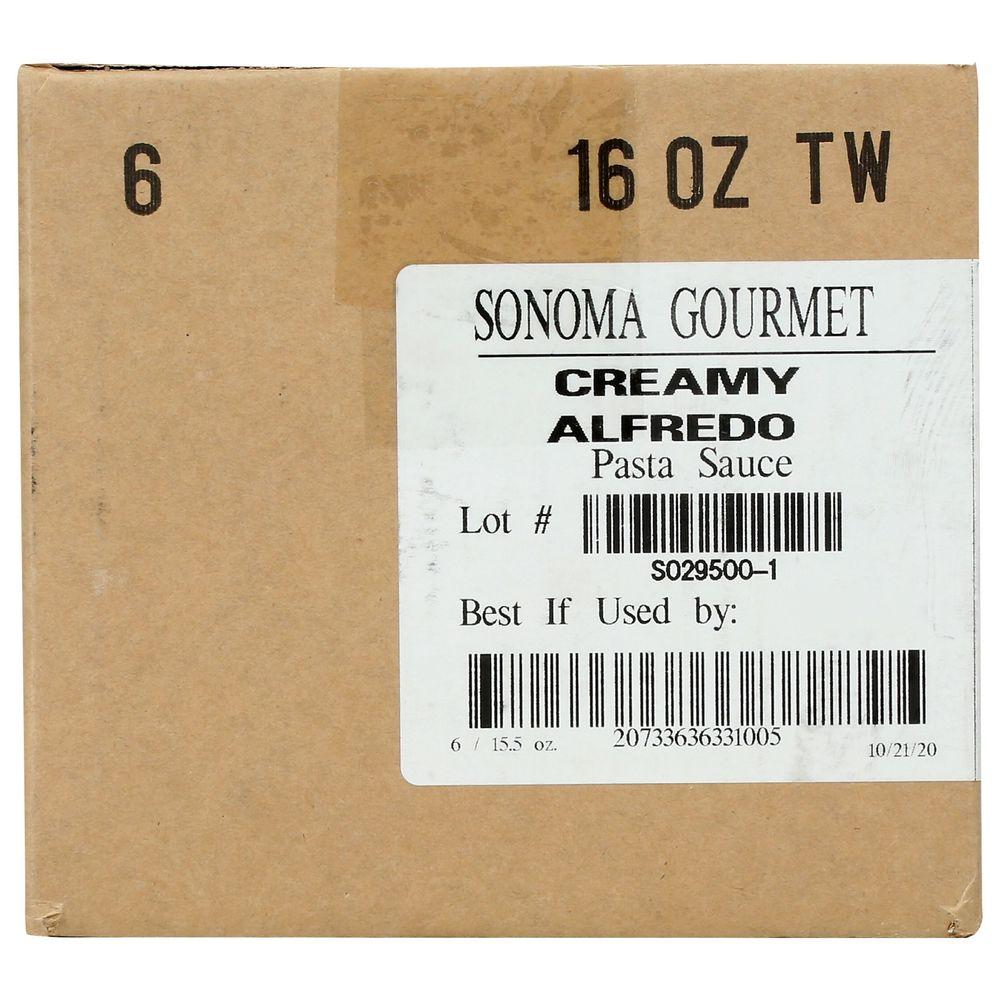 6 16 OZ TW
SONOMA GOURMET
CREAMY
ALFREDO
Pasta Sauce
Lot #
S029500-1
Best If Used by:
6 / 15.5 oz. 20733636331005 10/21/20